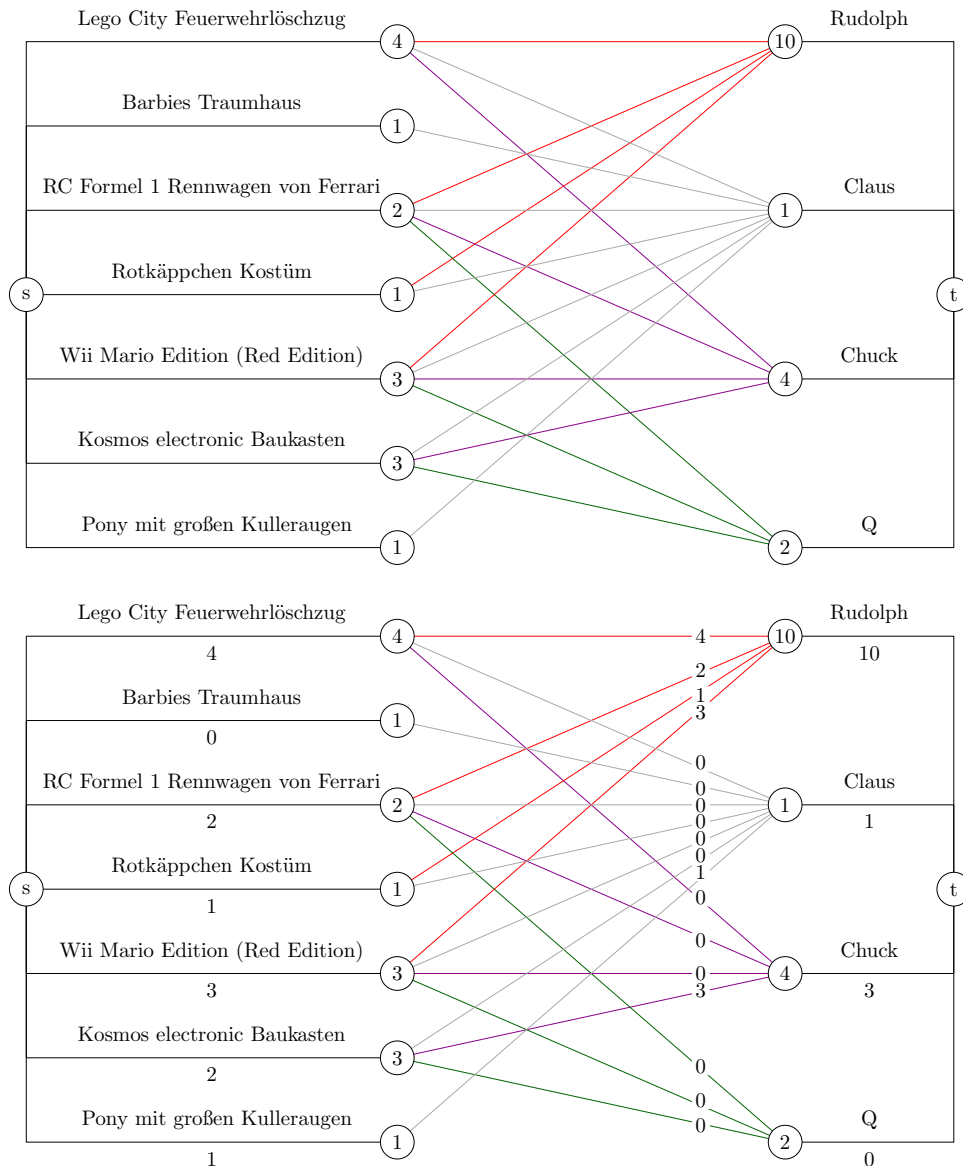 Lego City Feuerwehrlöschzug
Rudolph
4
10
Barbies Traumhaus
1
RC Formel 1 Rennwagen von Ferrari
Claus
2
1
Rotkäppchen Kostüm
s
1
t
Wii Mario Edition (Red Edition)
Chuck
3
4
Kosmos electronic Baukasten
3
Pony mit großen Kulleraugen
Q
1
2
Lego City Feuerwehrlöschzug
Rudolph
4
4
10
4
10
2
Barbies Traumhaus
1
3
1
0
0
RC Formel 1 Rennwagen von Ferrari
Claus
0
2
0
1
2
0
1
0
0
Rotkäppchen Kostüm
1
s
1
0
t
1
Wii Mario Edition (Red Edition)
0
Chuck
3
0
4
3
3
3
Kosmos electronic Baukasten
3
0
2
0
Pony mit großen Kulleraugen
0
Q
1
2
1
0